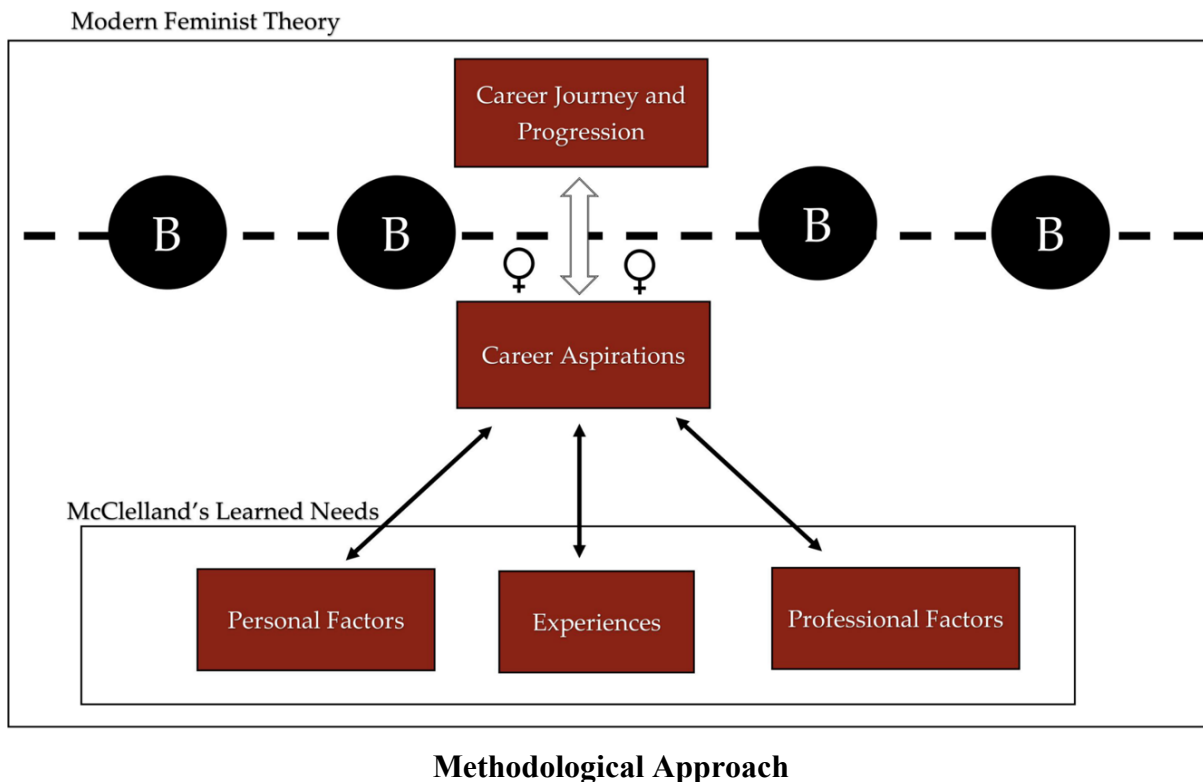 Modern Feminist Theory
Career Journey and
Progression
B B B B
Career Aspirations
McClelland's Learned Needs
Personal Factors
Experiences
Professional Factors
Methodological Approach